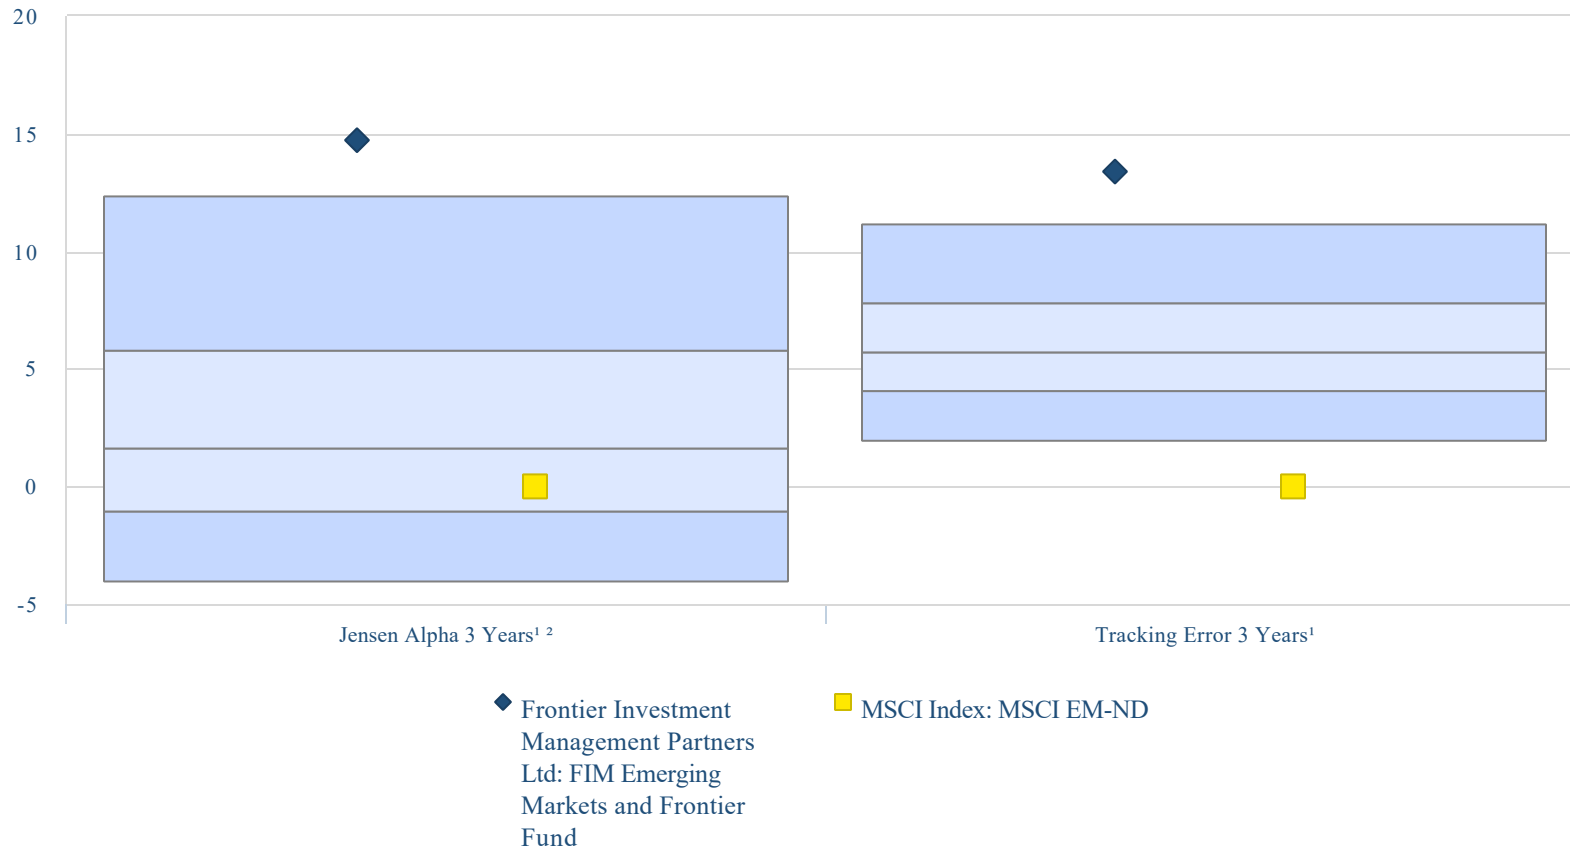 20
15
10
5
0
-5
Jensen Alpha 3 Years¹ ²
Tracking Error 3 Years¹
Frontier Investment
Management Partners
Ltd: FIM Emerging
Markets and Frontier
Fund
MSCI Index: MSCI EM-ND